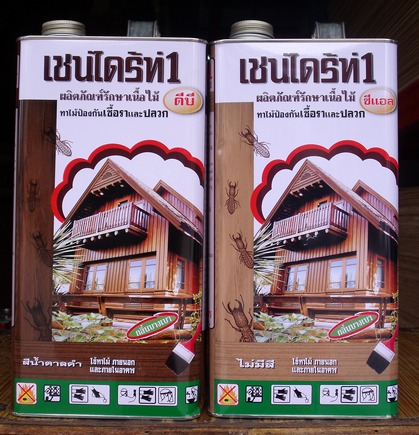 เชนไดร้ท์1
ผลิตภัณฑ์รักษาเนื้อไม้
ทาไม้ป้องกันเชื้อราและปลวก
ดีบี
กลิ่นบางเบา
สีน้ำตาลดำ
ใช้ทาไม้ ภายนอก
และภายในอาคาร
เชนไดร้ท์1
ผลิตภัณฑ์รักษาเนื้อไม้
ทาไม้ป้องกันเชื้อราและปลวก
ซีแอล
กลิ่นบางเบา
ไม่มีสี
ใช้ทาไม้ ภายนอก
และภายในอาคาร